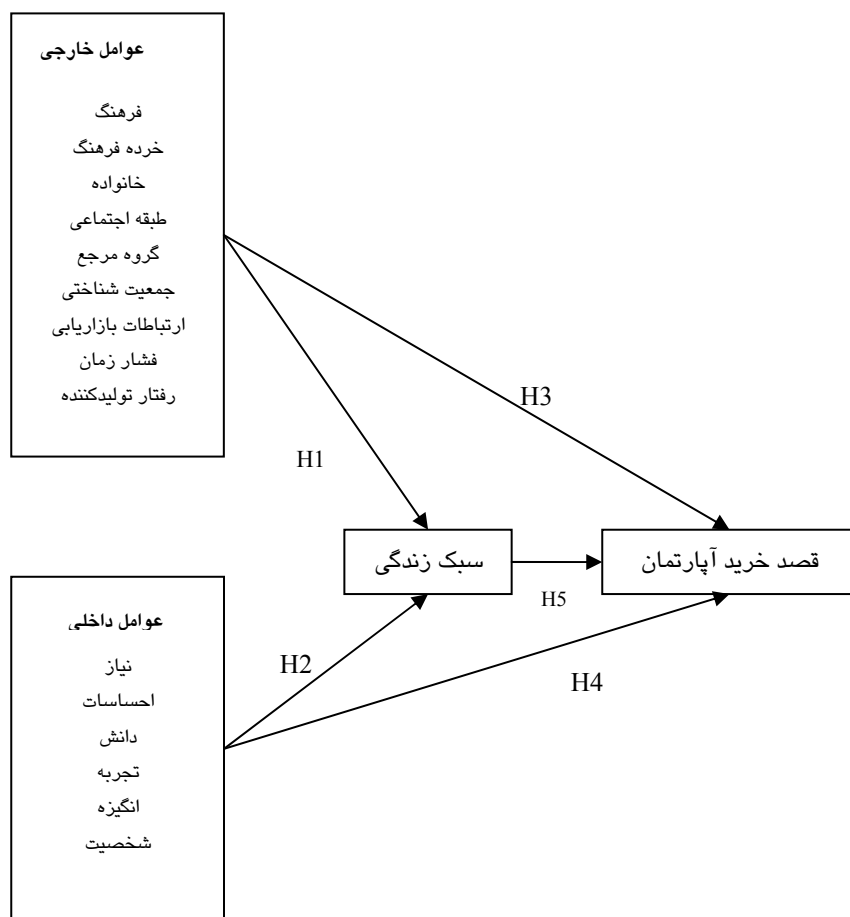 عوامل خارجی
فرهنگ
خرده فرهنگ
خانواده
طبقه اجتماعی
گروه مرجع
جمعیت شناختی
ارتباطات بازاریابی
فشار زمان
رفتار تولیدکننده
H3
H1
سبک زندگی
قصد خرید آپارتمان
H5
عوامل داخلی
نیاز
احساسات
دانش
تجربه
انگیزه
شخصیت
H2
H4